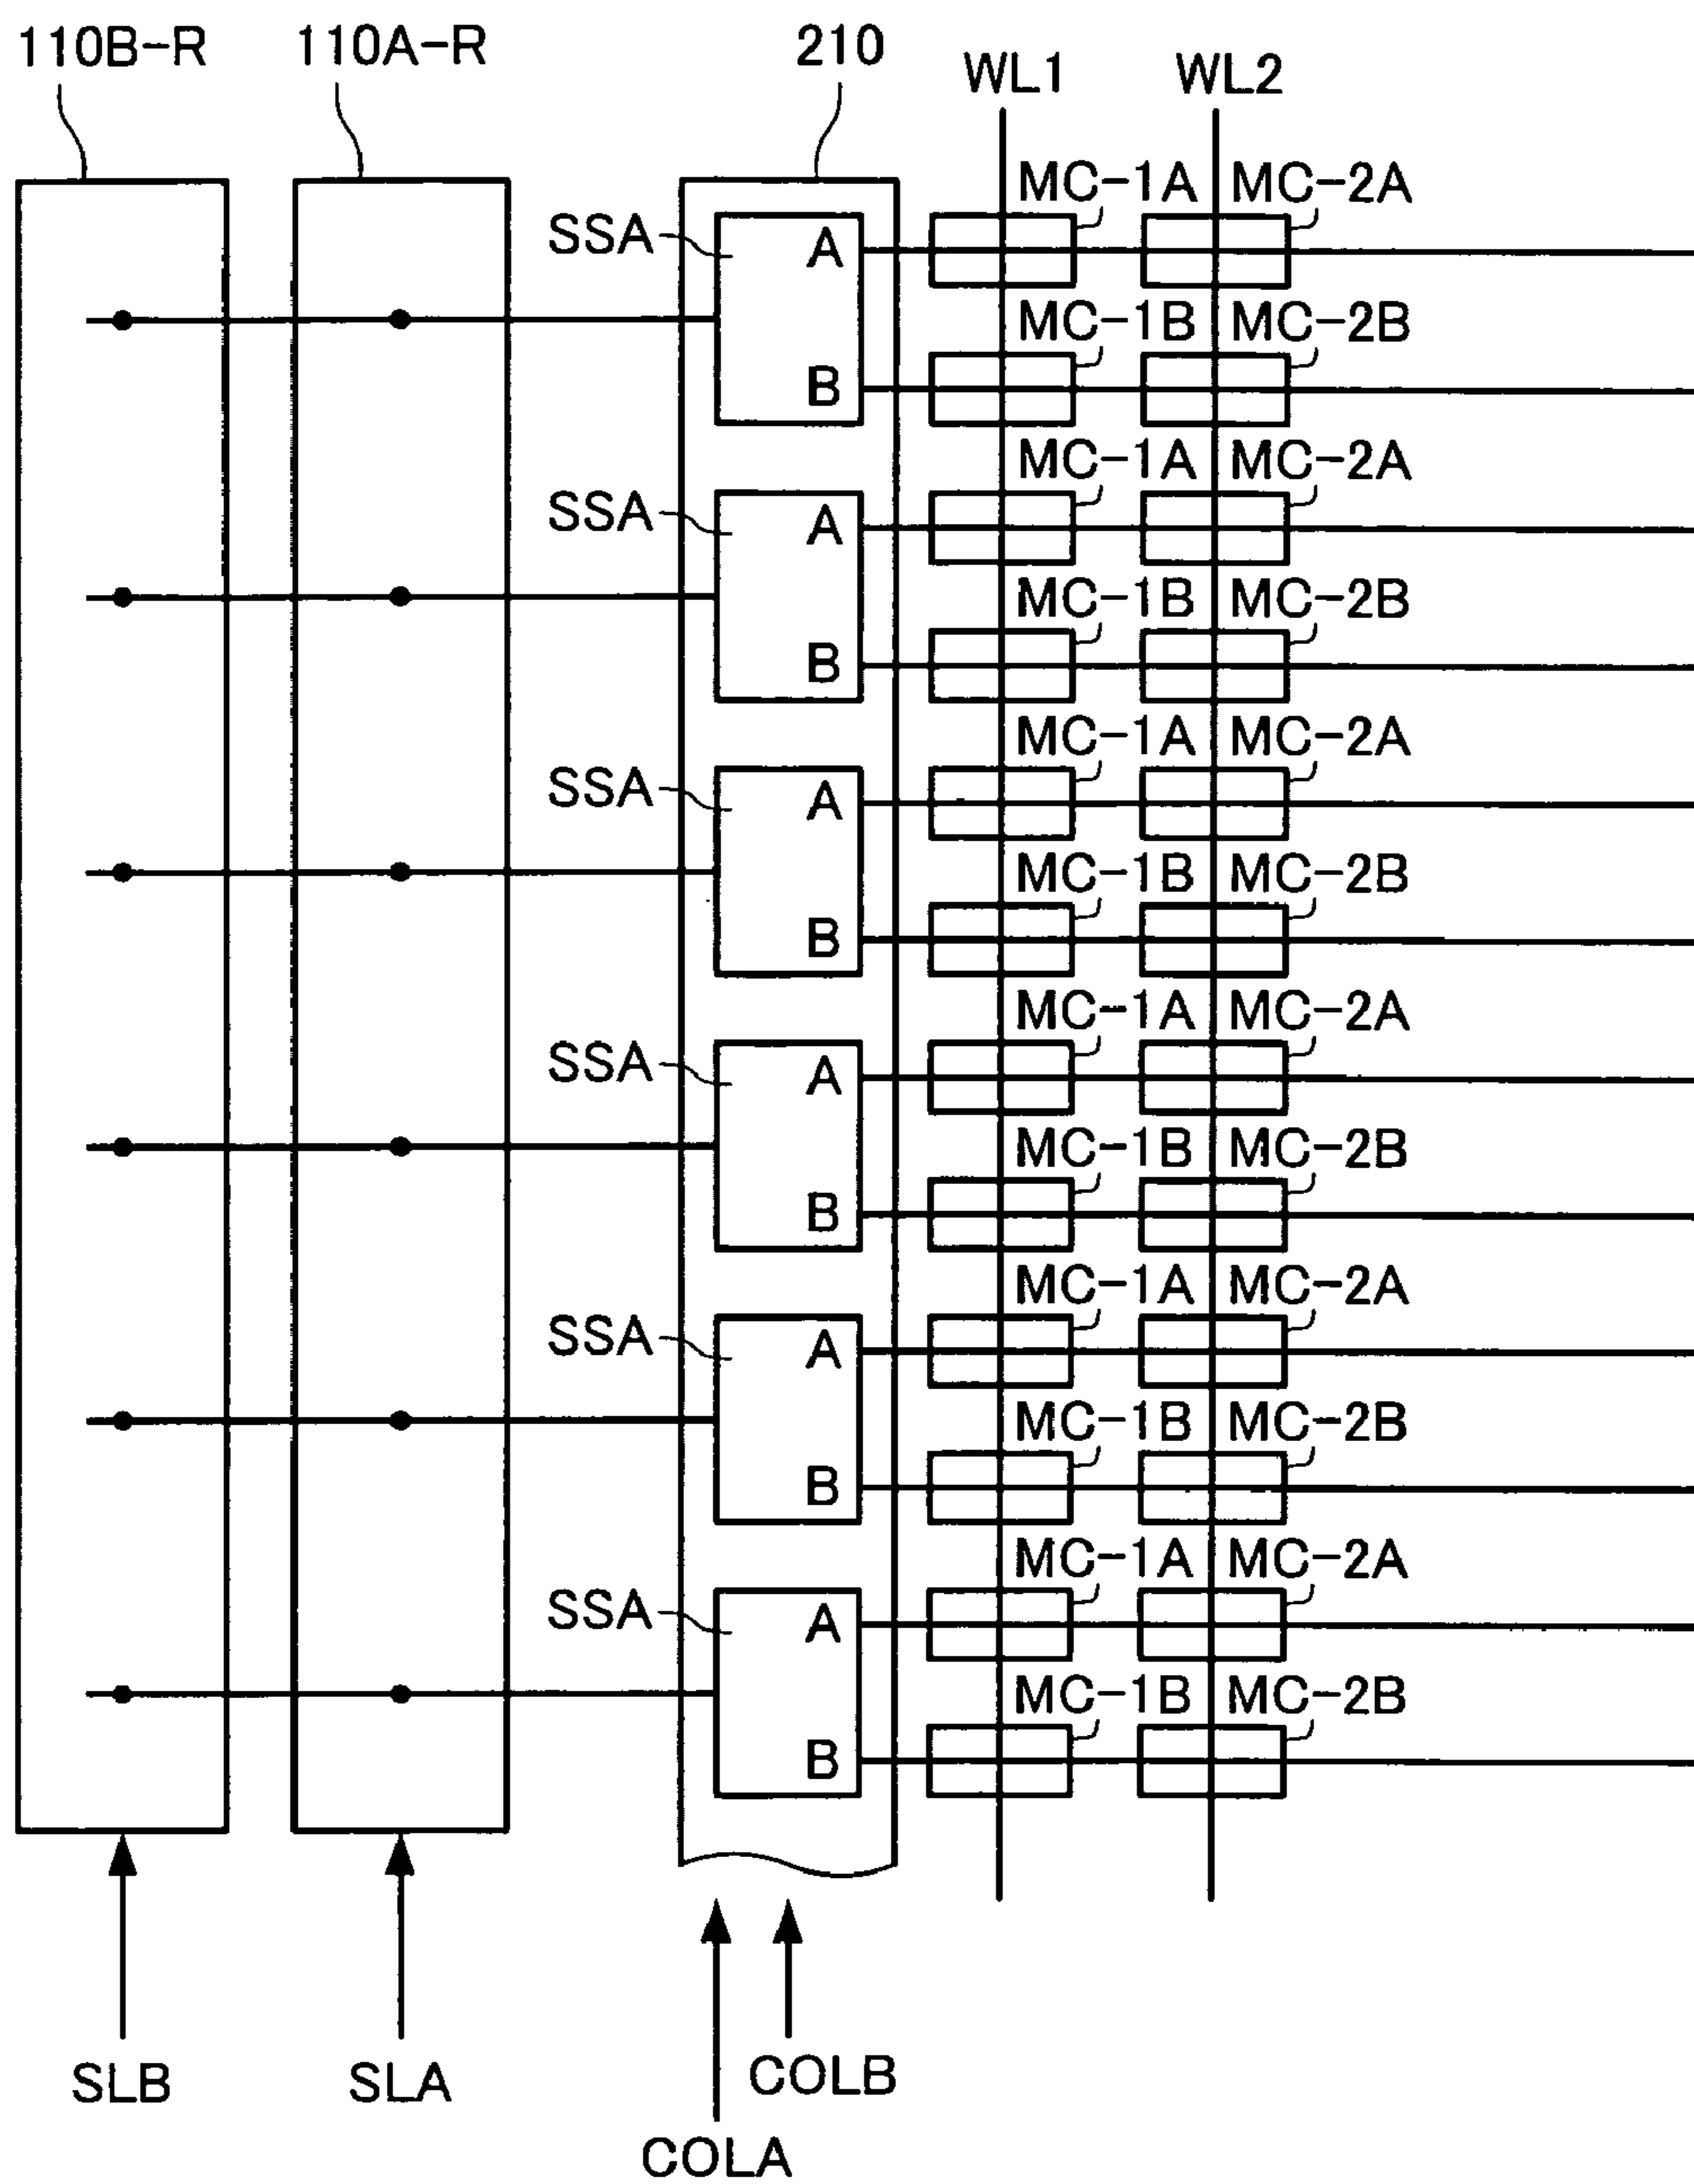 110B-R 110A-R 210 WL1 WL2
MC-1A MC-2A
SSA A
MC-1B MC-2B
B
MC-1A MC-2A
SSA A
MC-1B MC-2B
B
MC-1A MC-2A
SSA A
MC-1B MC-2B
B
MC-1A MC-2A
SSA A
MC-1B MC-2B
B
MC-1A MC-2A
SSA A
MC-1B MC-2B
B
MC-1A MC-2A
SSA A
MC-1B MC-2B
B
SLB SLA COLB
COLA